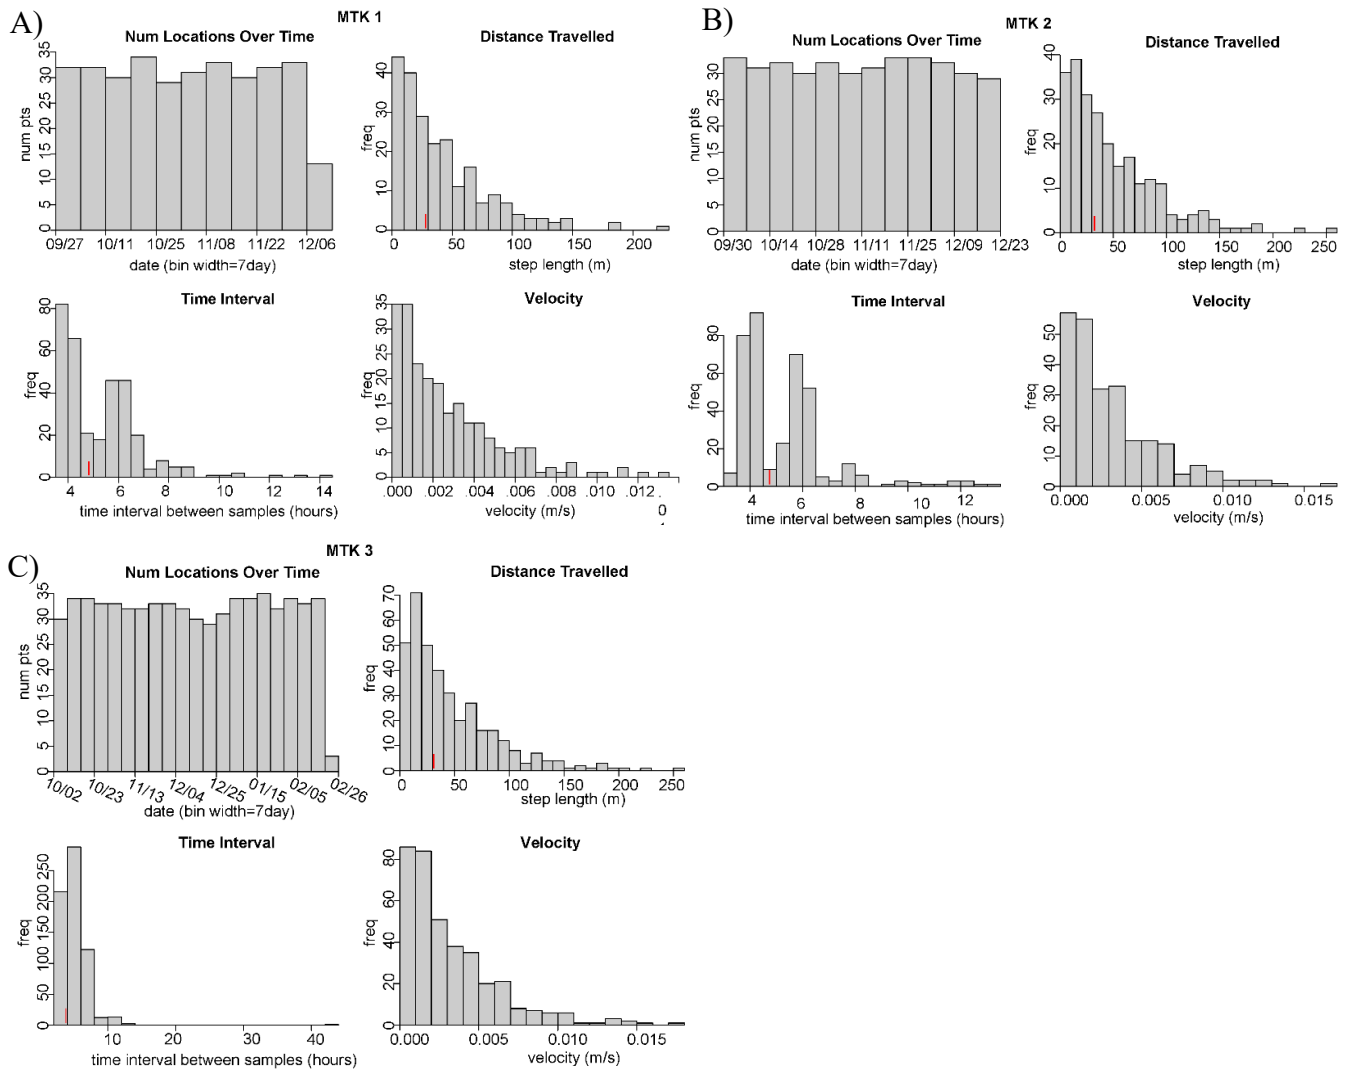 A)
MTK 1
Num Locations Over Time
num pts
0 5 10 15 20 25 30 35
09/27 10/11 10/25 11/08 11/22 12/06
date (bin width=7day)
Distance Travelled
freq
0 10 20 30 40
0 50 100 150 200
step length (m)
Time Interval
freq
0 20 40 60 80
4 6 8 10 12 14
time interval between samples (hours)
Velocity
freq
0 5 10 15 20 25 30 35
.000 .002 .004 .006 .008 .010 .012 .
0
velocity (m/s)
B)
MTK 2
Num Locations Over Time
num pts
0 5 10 15 20 25 30
09/30 10/14 10/28 11/11 11/25 12/09 12/23
date (bin width=7day)
Distance Travelled
freq
0 10 20 30 40
0 50 100 150 200 250
step length (m)
Time Interval
freq
0 20 40 60 80
4 6 8 10 12
time interval between samples (hours)
Velocity
freq
0 10 20 30 40 50
0.000 0.005 0.010 0.015
velocity (m/s)
C)
MTK 3
Num Locations Over Time
num pts
0 5 10 15 20 25 30 35
10/02 10/23 11/13 12/04 12/25 01/15 02/05 02/26
date (bin width=7day)
Distance Travelled
freq
0 10 20 30 40 50 60 70
0 50 100 150 200 250
step length (m)
Time Interval
freq
0 50 100 150 200 250
10 20 30 40
time interval between samples (hours)
Velocity
freq
0 20 40 60 80
0.000 0.005 0.010 0.015
velocity (m/s)